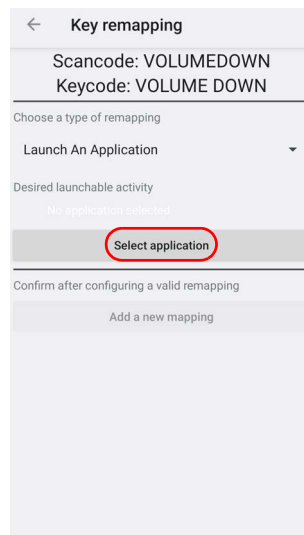 Key remapping
Scancode: VOLUMEDOWN
Keycode: VOLUME DOWN
Choose a type of remapping
Launch An Application
Desired launchable activity
No application selected
Select application
Confirm after configuring a valid remapping
Add a new mapping